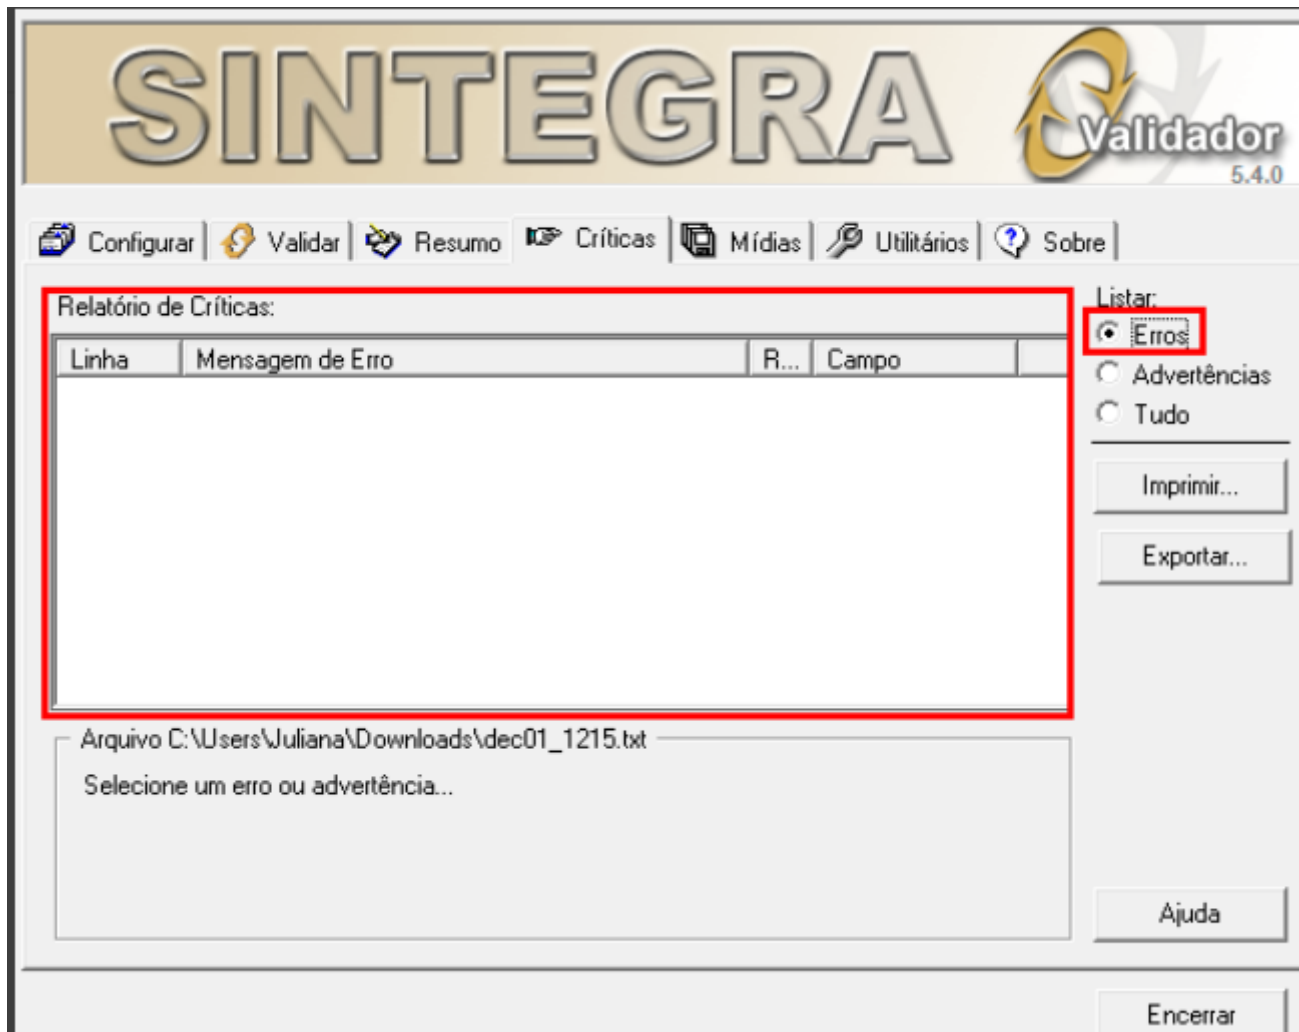 SINTEGRA
Validador
5.4.0
Configurar Validar Resumo Críticas Mídias Utilitários Sobre
Relatório de Críticas:
Linha Mensagem de Erro R... Campo
Listar:
Erros
Advertências
Tudo
Imprimir...
Exportar...
Arquivo C:\Users\Juliana\Downloads\dec01_1215.txt
Selecione um erro ou advertência...
Ajuda
Encerrar